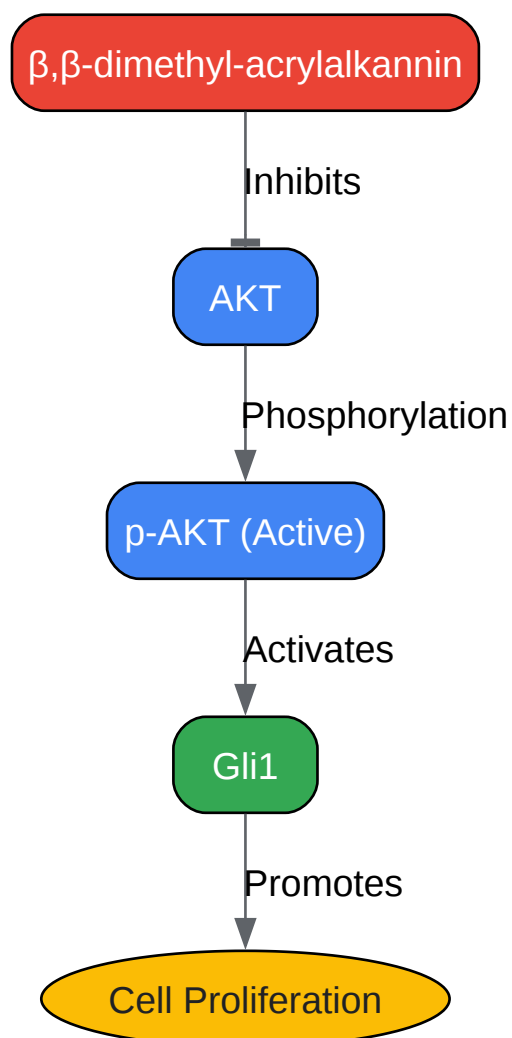 β,β-dimethyl-acrylalkannin
Inhibits
AKT
Phosphorylation
p-AKT (Active)
Activates
Gli1
Promotes
Cell Proliferation